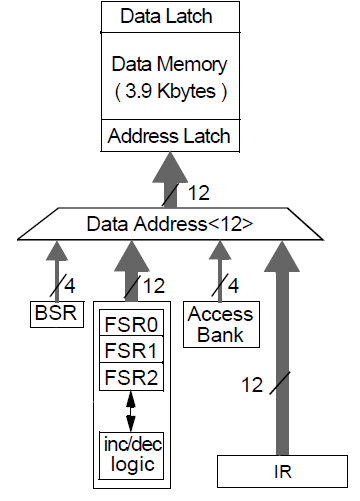 Data Latch
Data Memory
( 3.9 Kbytes )
Address Latch
12
Data Address<12>
4
12
4
BSR
FSR0
FSR1
FSR2
Access
Bank
12
inc/dec
logic
IR